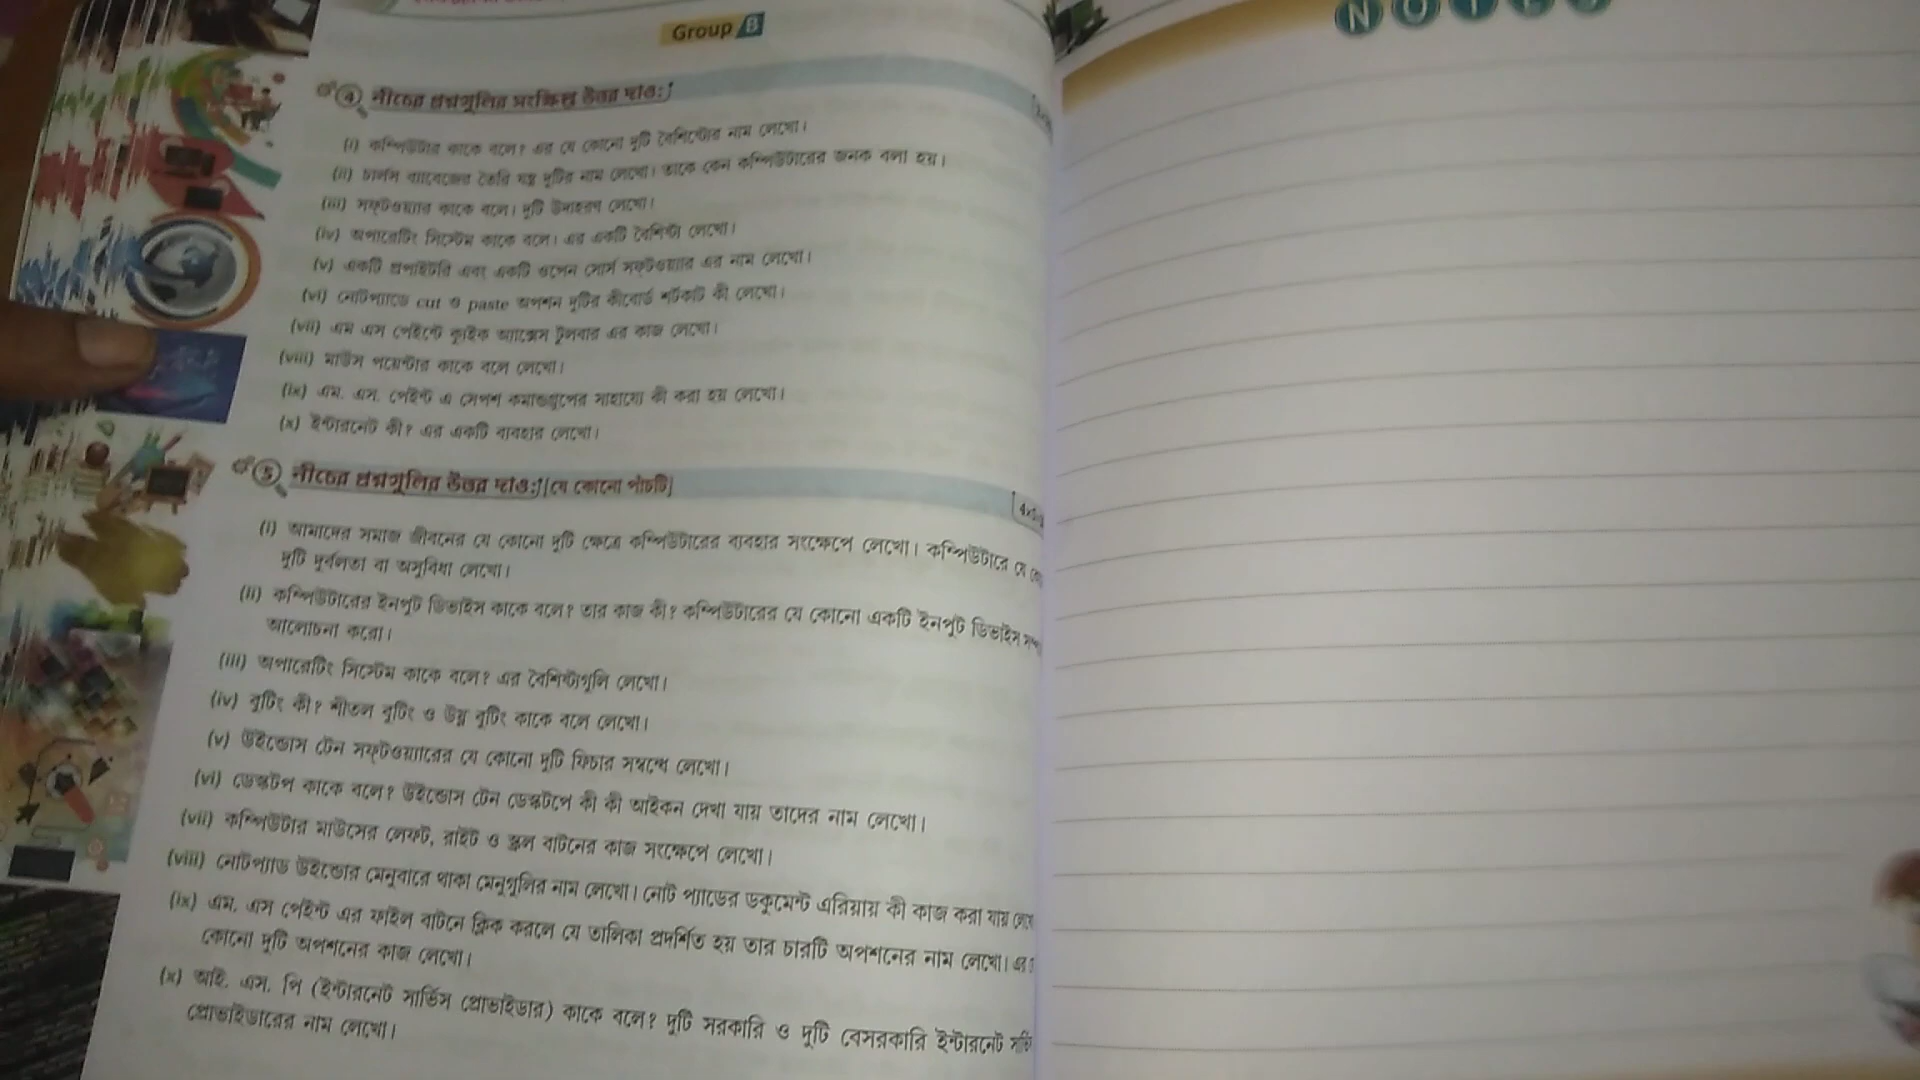 NOTES
Group B
4 নীচের প্রশ্নগুলির সংক্ষিপ্ত উত্তর দাও:
(i) কম্পিউটার কাকে বলে? এর যে কোনো দুটি বৈশিষ্ট্যের নাম লেখো।
(ii) চার্লস ব্যাবেজের তৈরি যন্ত্র দুটির নাম লেখো। তাকে কেন কম্পিউটারের জনক বলা হয়।
(iii) সফ্টওয়্যার কাকে বলে। দুটি উদাহরণ লেখো।
(iv) অপারেটিং সিস্টেম কাকে বলে। এর একটি বৈশিষ্ট্য লেখো।
(v) একটি প্রপাইটরি এবং একটি ওপেন সোর্স সফ্টওয়্যার এর নাম লেখো।
(vi) নোটপ্যাডে cut ও paste অপশন দুটির কীবোর্ড শর্টকাট কী লেখো।
(vii) এম এস পেইন্টে কুইক অ্যাক্সেস টুলবার এর কাজ লেখো।
(viii) মাউস পয়েন্টার কাকে বলে লেখো।
(ix) এম. এস. পেইন্ট এ সেপশ কমান্ডগ্রুপের সাহায্যে কী করা হয় লেখো।
(x) ইন্টারনেট কী? এর একটি ব্যবহার লেখো।
5 নীচের প্রশ্নগুলির উত্তর দাও: [যে কোনো পাঁচটি]
(i) আমাদের সমাজ জীবনের যে কোনো দুটি ক্ষেত্রে কম্পিউটারের ব্যবহার সংক্ষেপে লেখো। কম্পিউটারে যে
দুটি দুর্বলতা বা অসুবিধা লেখো।
(ii) কম্পিউটারের ইনপুট ডিভাইস কাকে বলে? তার কাজ কী? কম্পিউটারের যে কোনো একটি ইনপুট ডিভাইস
আলোচনা করো।
(iii) অপারেটিং সিস্টেম কাকে বলে? এর বৈশিষ্ট্যগুলি লেখো।
(iv) বুটিং কী? শীতল বুটিং ও উষ্ণ বুটিং কাকে বলে লেখো।
(v) উইন্ডোস টেন সফ্টওয়্যারের যে কোনো দুটি ফিচার সম্বন্ধে লেখো।
(vi) ডেস্কটপ কাকে বলে? উইন্ডোস টেন ডেস্কটপে কী কী আইকন দেখা যায় তাদের নাম লেখো।
(vii) কম্পিউটার মাউসের লেফট, রাইট ও স্ক্রল বাটনের কাজ সংক্ষেপে লেখো।
(viii) নোটপ্যাড উইন্ডোর মেনুবারে থাকা মেনুগুলির নাম লেখো। নোট প্যাডের ডকুমেন্ট এরিয়ায় কী কাজ করা যায়
(ix) এম. এস পেইন্ট এর ফাইল বাটনে ক্লিক করলে যে তালিকা প্রদর্শিত হয় তার চারটি অপশনের নাম লেখো। এর
কোনো দুটি অপশনের কাজ লেখো।
(x) আই. এস. পি (ইন্টারনেট সার্ভিস প্রোভাইডার) কাকে বলে? দুটি সরকারি ও দুটি বেসরকারি ইন্টারনেট
প্রোভাইডারের নাম লেখো।